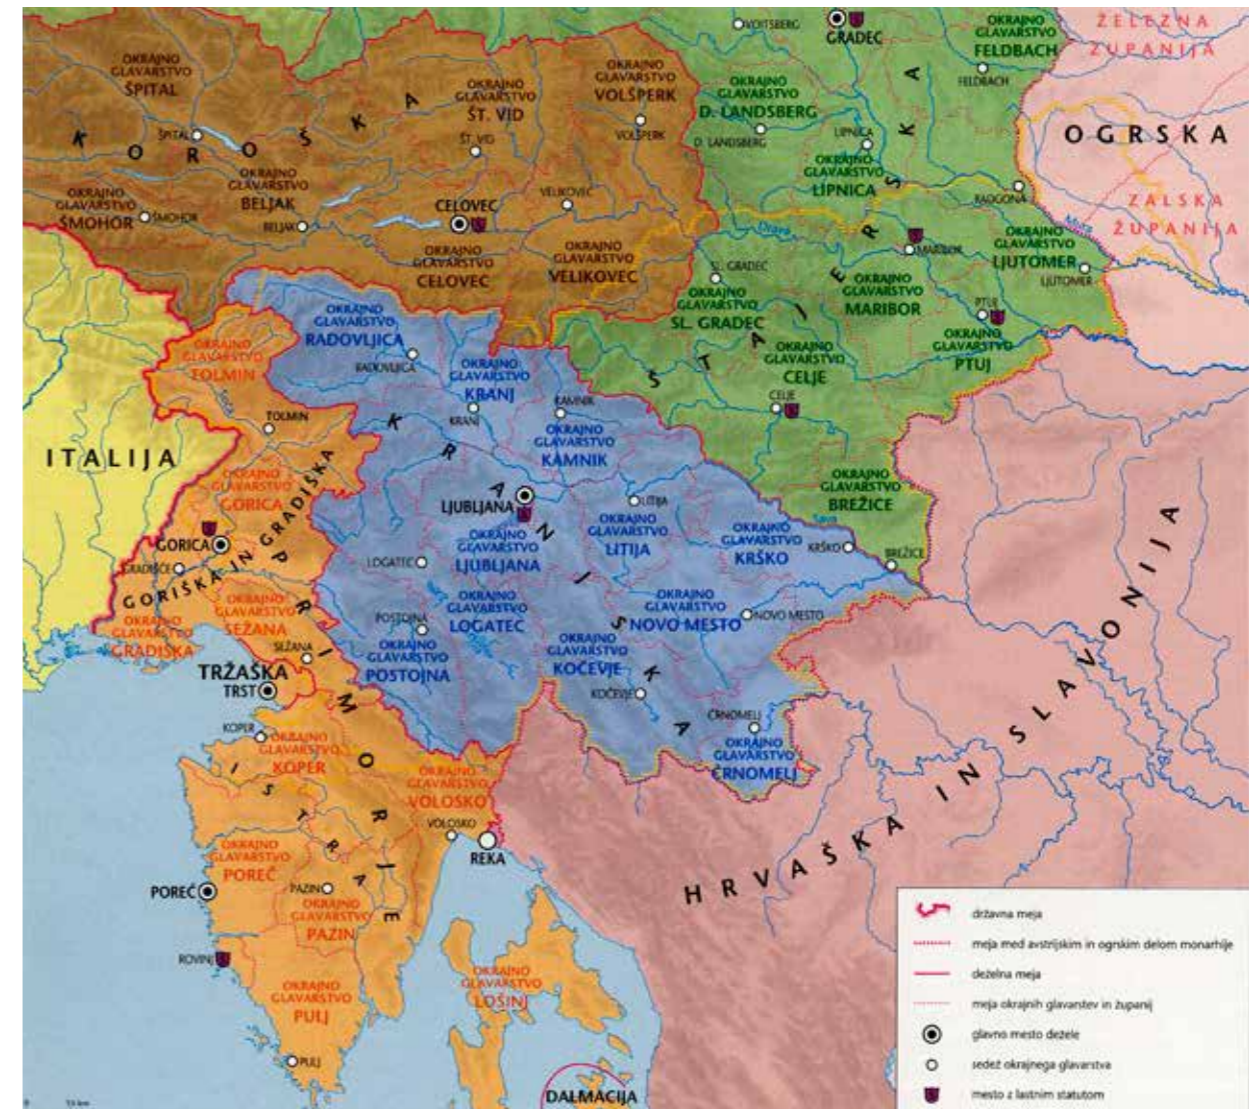 VOITSBERG
GRADEC
OKRAJNO
GLAVARSTVO
FELDBACH
FELDBACH
ŽELEZNA
ŽUPANIJA
OKRAJNO
GLAVARSTVO
ŠPITAL
ŠPITAL
OKRAJNO
GLAVARSTVO
ŠT. VID
ŠT. VID
OKRAJNO
GLAVARSTVO
VOLŠPERK
VOLŠPERK
OKRAJNO
GLAVARSTVO
D. LANDSBERG
D. LANDSBERG
LIPNICA
OKRAJNO
GLAVARSTVO
LIPNICA
OGRSKA
KOROŠKA
OKRAJNO
GLAVARSTVO
ŠMOHOR
ŠMOHOR
OKRAJNO
GLAVARSTVO
BELJAK
BELJAK
CELOVEC
OKRAJNO
GLAVARSTVO
CELOVEC
VELIKOVEC
OKRAJNO
GLAVARSTVO
VELIKOVEC
RADGONA
ZALSKA
ŽUPANIJA
Drava
Mura
MARIBOR
OKRAJNO
GLAVARSTVO
MARIBOR
OKRAJNO
GLAVARSTVO
LJUTOMER
LJUTOMER
SL. GRADEC
OKRAJNO
GLAVARSTVO
SL. GRADEC
PTUJ
OKRAJNO
GLAVARSTVO
PTUJ
ŠTAJERSKA
OKRAJNO
GLAVARSTVO
CELJE
CELJE
OKRAJNO
GLAVARSTVO
BREŽICE
BREŽICE
OKRAJNO
GLAVARSTVO
RADOVLJICA
RADOVLJICA
OKRAJNO
GLAVARSTVO
KRANJ
KRANJ
KAMNIK
OKRAJNO
GLAVARSTVO
KAMNIK
KRANJSKA
OKRAJNO
GLAVARSTVO
TOLMIN
Soča
TOLMIN
ITALIJA
OKRAJNO
GLAVARSTVO
GORICA
GORICA
GORIŠKA IN GRADIŠKA
GRADIŠČE
OKRAJNO
GLAVARSTVO
GRADIŠKA
LJUBLJANA
OKRAJNO
GLAVARSTVO
LJUBLJANA
LITIJA
OKRAJNO
GLAVARSTVO
LITIJA
Sava
OKRAJNO
GLAVARSTVO
KRŠKO
KRŠKO
LOGATEC
OKRAJNO
GLAVARSTVO
LOGATEC
OKRAJNO
GLAVARSTVO
NOVO MESTO
NOVO MESTO
POSTOJNA
OKRAJNO
GLAVARSTVO
POSTOJNA
OKRAJNO
GLAVARSTVO
KOČEVJE
KOČEVJE
ČRNOMELJ
OKRAJNO
GLAVARSTVO
ČRNOMELJ
OKRAJNO
GLAVARSTVO
SEŽANA
SEŽANA
TRŽAŠKA
TRST
PRIMORJE
KOPER
OKRAJNO
GLAVARSTVO
KOPER
ISTRA
OKRAJNO
GLAVARSTVO
VOLOSKO
VOLOSKO
REKA
OKRAJNO
GLAVARSTVO
POREČ
POREČ
PAZIN
OKRAJNO
GLAVARSTVO
PAZIN
ROVINJ
OKRAJNO
GLAVARSTVO
PULJ
PULJ
OKRAJNO
GLAVARSTVO
LOŠINJ
DALMACIJA
HRVAŠKA IN SLAVONIJA
državna meja
meja med avstrijskim in ogrskim delom monarhije
deželna meja
meja okrajnih glavarstev in županij
glavno mesto dežele
sedež okrajnega glavarstva
mesto z lastnim statutom